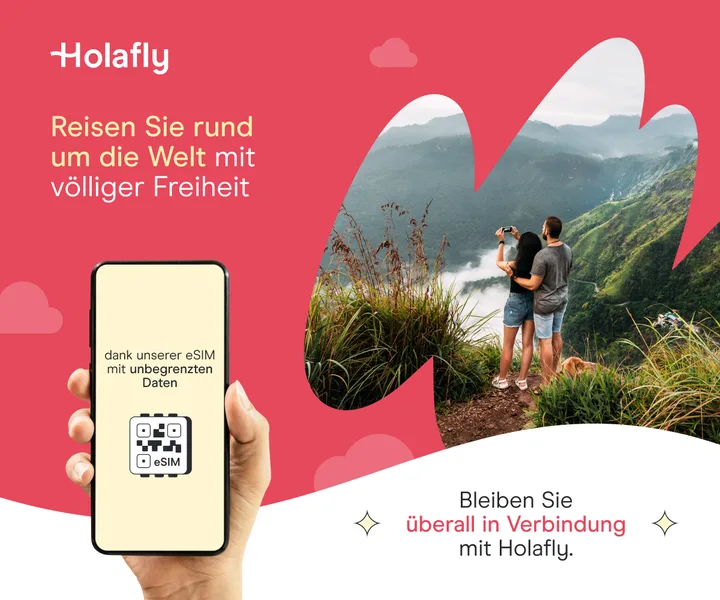 Holafly
Reisen Sie rund
um die Welt mit
völliger Freiheit
dank unserer eSIM
mit unbegrenzten
Daten
eSIM
Bleiben Sie
überall in Verbindung
mit Holafly.